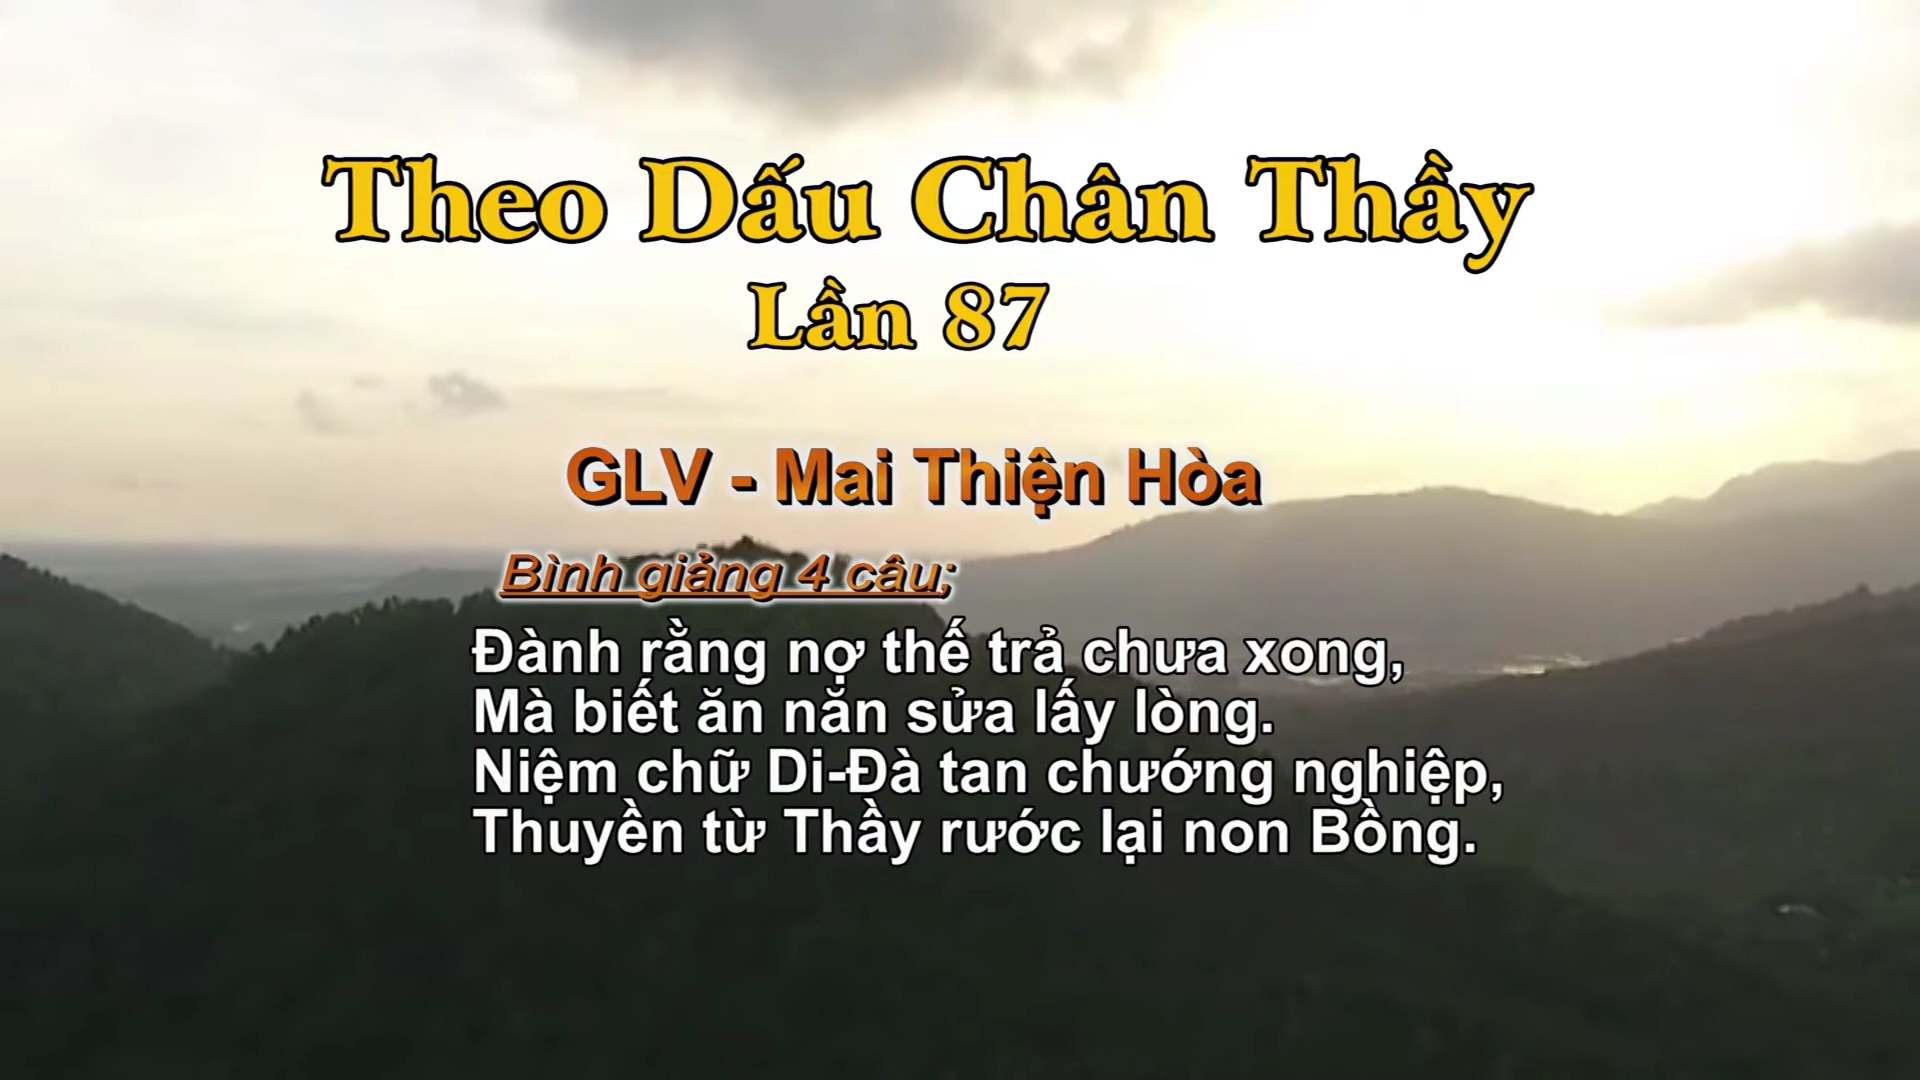 Theo Dấu Chân Thầy
Lần 87
GLV - Mai Thiện Hòa
Bình giảng 4 câu;
Đành rằng nợ thế trả chưa xong,
Mà biết ăn năn sửa lấy lòng.
Niệm chữ Di-Đà tan chướng nghiệp,
Thuyền từ Thầy rước lại non Bồng.